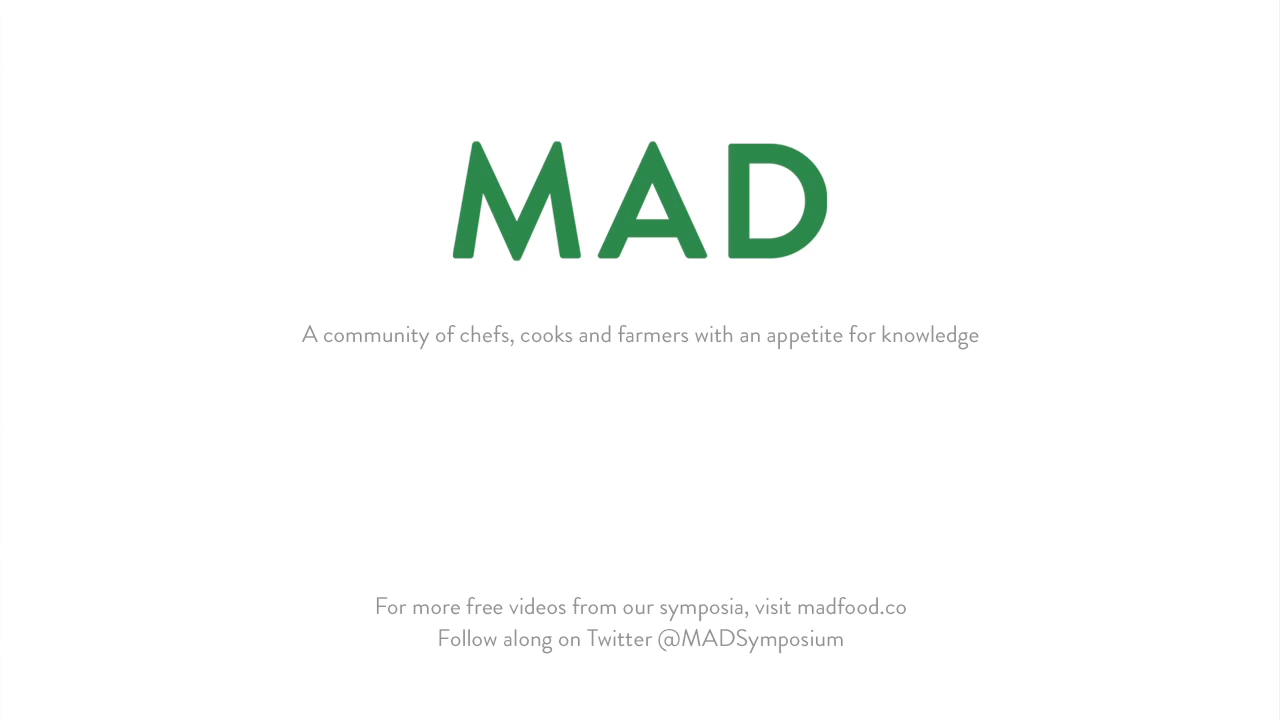 MAD
A community of chefs, cooks and farmers with an appetite for knowledge
For more free videos from our symposia, visit madfood.co
Follow along on Twitter @MADSymposium